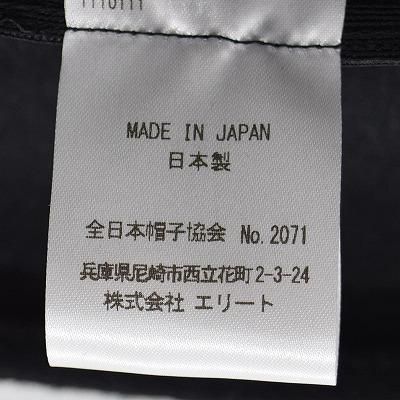 MADE IN JAPAN
日本製
全日本帽子協会 No.2071
兵庫県尼崎市西立花町2-3-24
株式会社 エリート